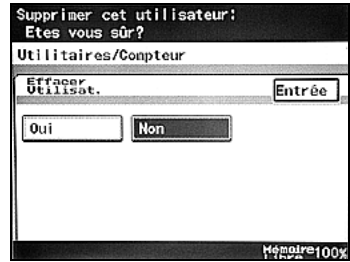 Supprimer cet utilisateur:
Etes vous sûr?
Utilitaires/Compteur
Effacer
Utilisat.
Entrée
Oui
Non
Mémoire
Libre
100%